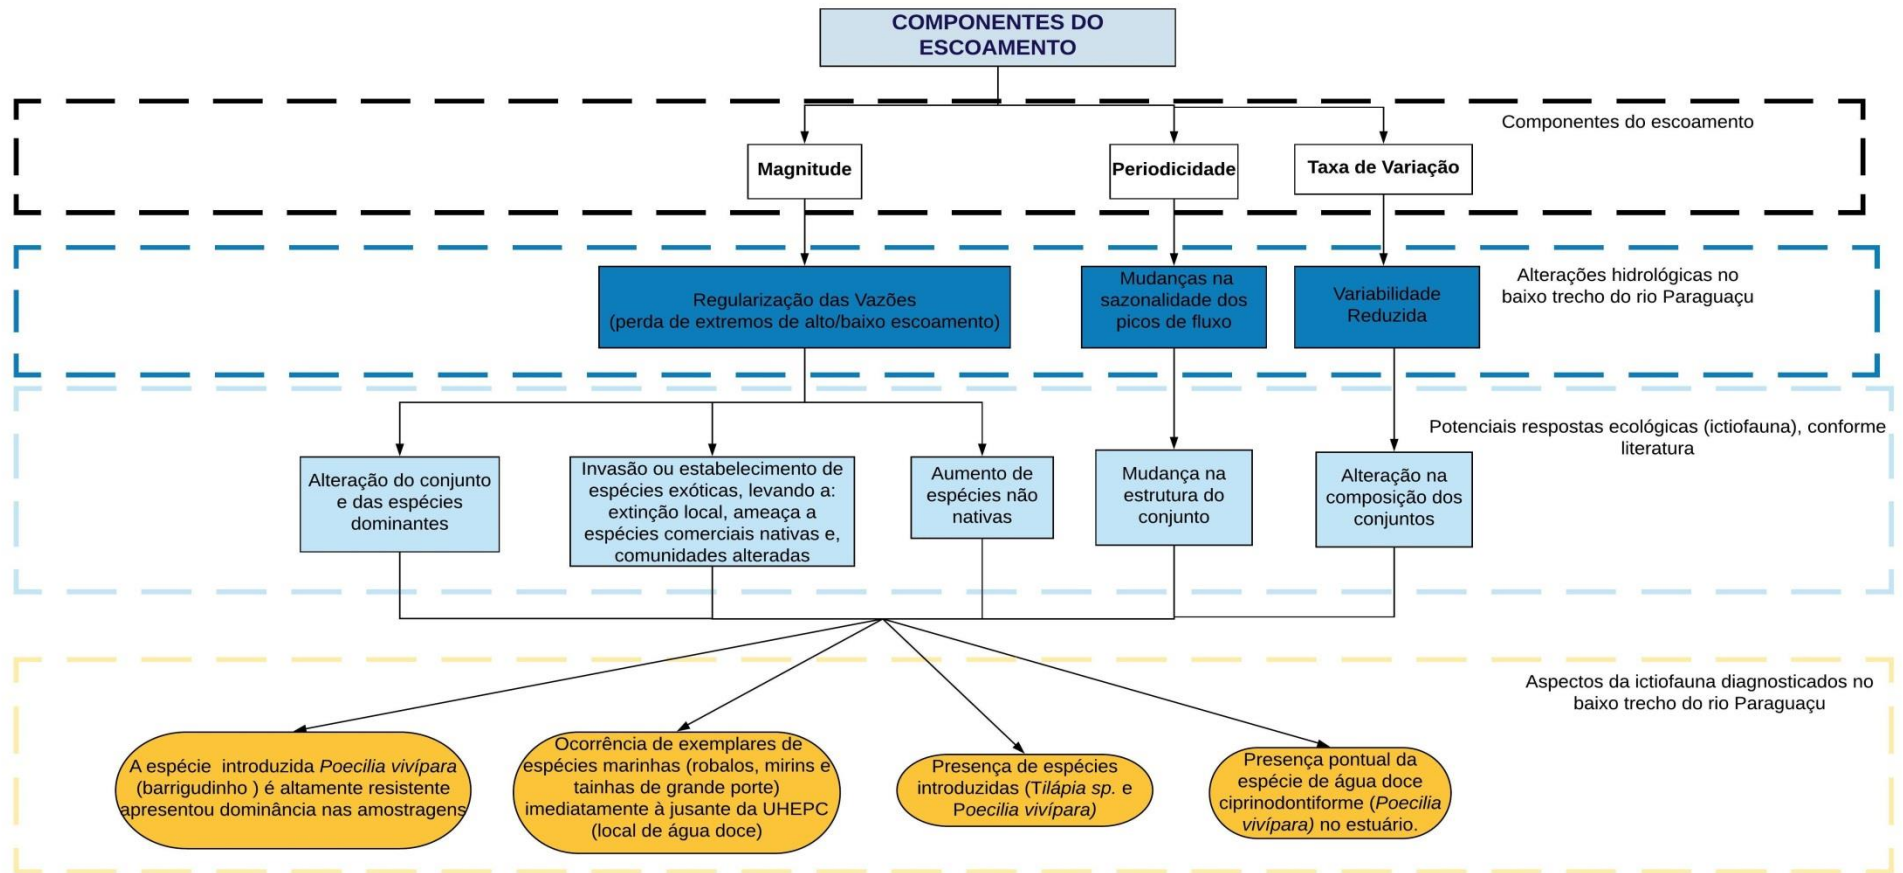 COMPONENTES DO
ESCOAMENTO
Componentes do escoamento
Magnitude
Periodicidade
Taxa de Variação
Alterações hidrológicas no
baixo trecho do rio Paraguaçu
Regularização das Vazões
(perda de extremos de alto/baixo escoamento)
Mudanças na
sazonalidade dos
picos de fluxo
Variabilidade
Reduzida
Potenciais respostas ecológicas (ictiofauna), conforme
literatura
Alteração do conjunto
e das espécies
dominantes
Invasão ou estabelecimento de
espécies exóticas, levando a:
extinção local, ameaça a
espécies comerciais nativas e,
comunidades alteradas
Aumento de
espécies não
nativas
Mudança na
estrutura do
conjunto
Alteração na
composição dos
conjuntos
Aspectos da ictiofauna diagnosticados no
baixo trecho do rio Paraguaçu
A espécie introduzida Poecilia vivípara
(barrigudinho ) é altamente resistente
apresentou dominância nas amostragens
Ocorrência de exemplares de
espécies marinhas (robalos, mirins e
tainhas de grande porte)
imediatamente à jusante da UHEPC
(local de água doce)
Presença de espécies
introduzidas (Tilápia sp. e
Poecilia vivípara)
Presença pontual da
espécie de água doce
ciprinodontiforme (Poecilia
vivípara) no estuário.